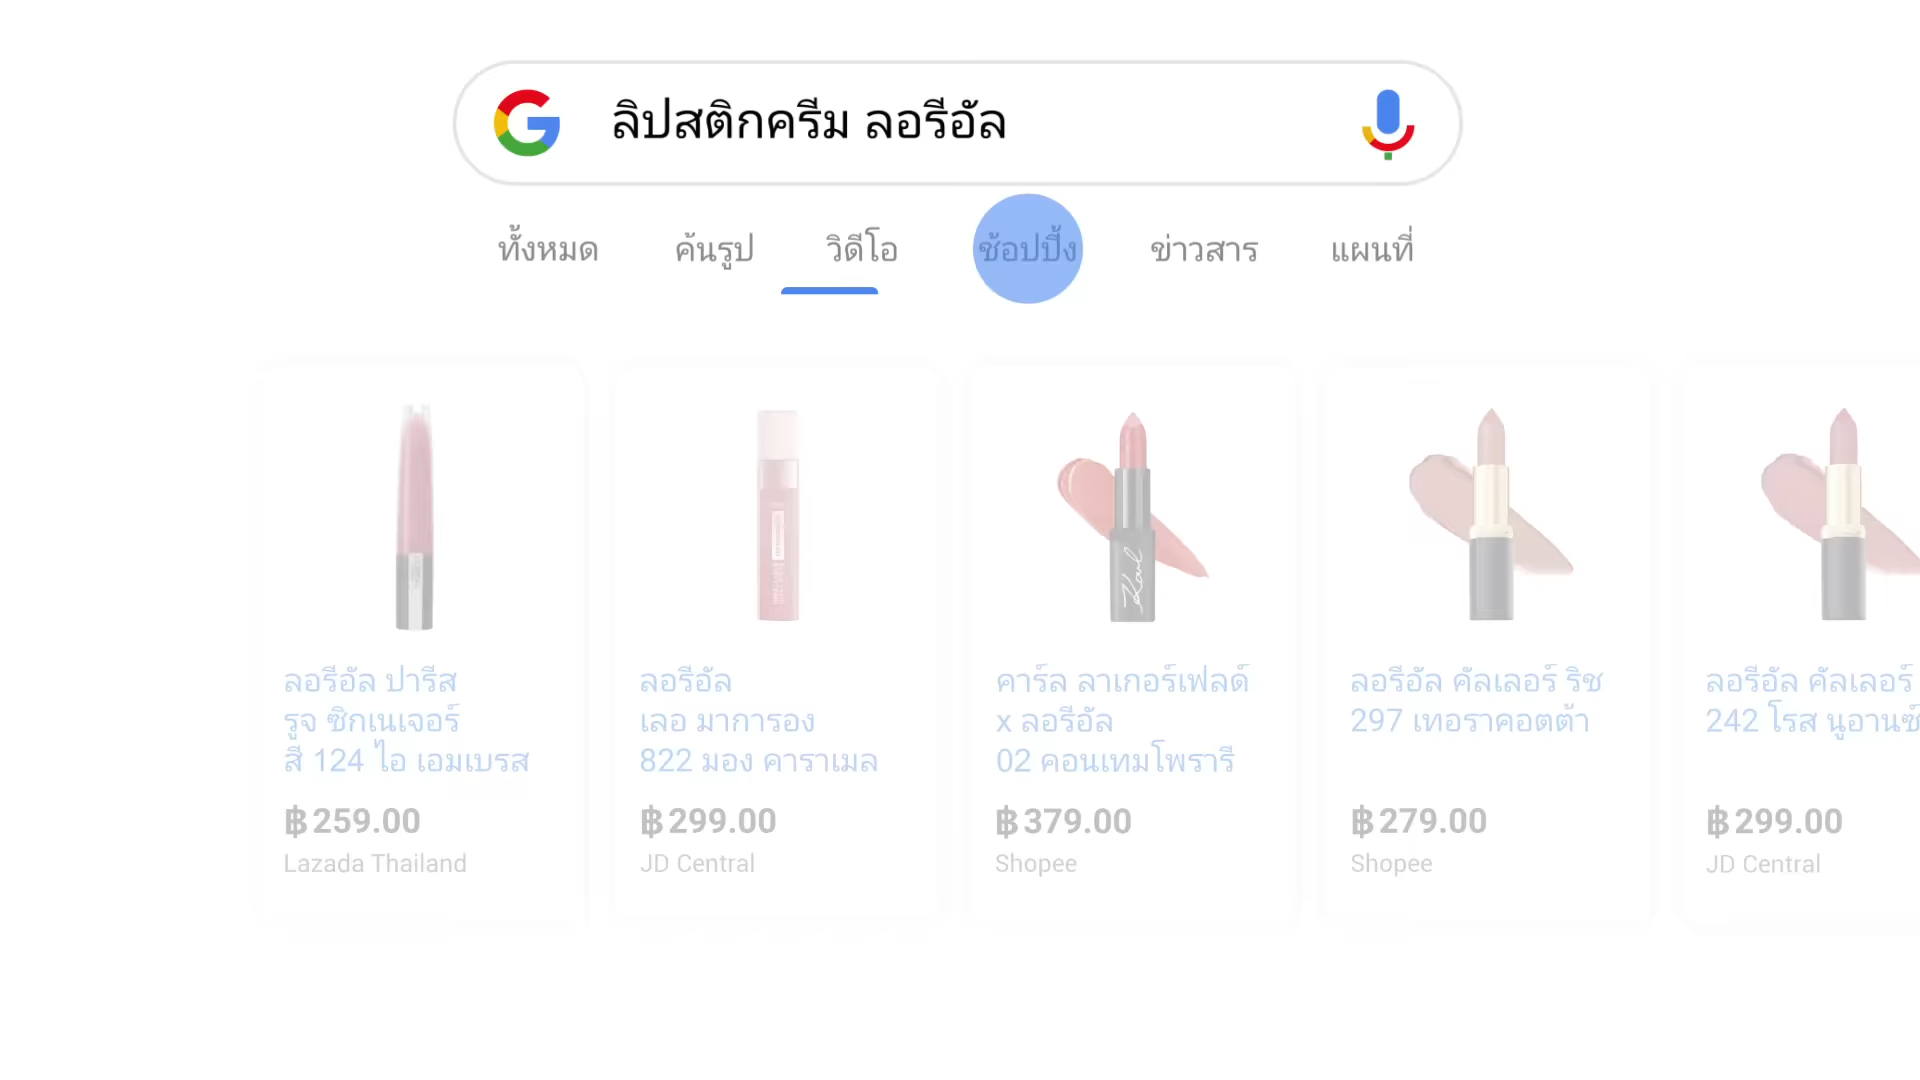 ลิปสติกครีม ลอรีอัล
ทั้งหมด ค้นรูป วิดีโอ ช้อปปิ้ง ข่าวสาร แผนที่
ลอรีอัล ปารีส
รูจ ซิกเนเจอร์
สี 124 ไอ เอมเบรส
฿259.00
Lazada Thailand
ลอรีอัล
เลอ มาการอง
822 มอง คาราเมล
฿299.00
JD Central
Karl
คาร์ล ลาเกอร์เฟลด์
x ลอรีอัล
02 คอนเทมโพรารี
฿379.00
Shopee
ลอรีอัล คัลเลอร์ ริช
297 เทอราคอตต้า
฿279.00
Shopee
ลอรีอัล คัลเลอร์
242 โรส นูอานซ์
฿299.00
JD Central